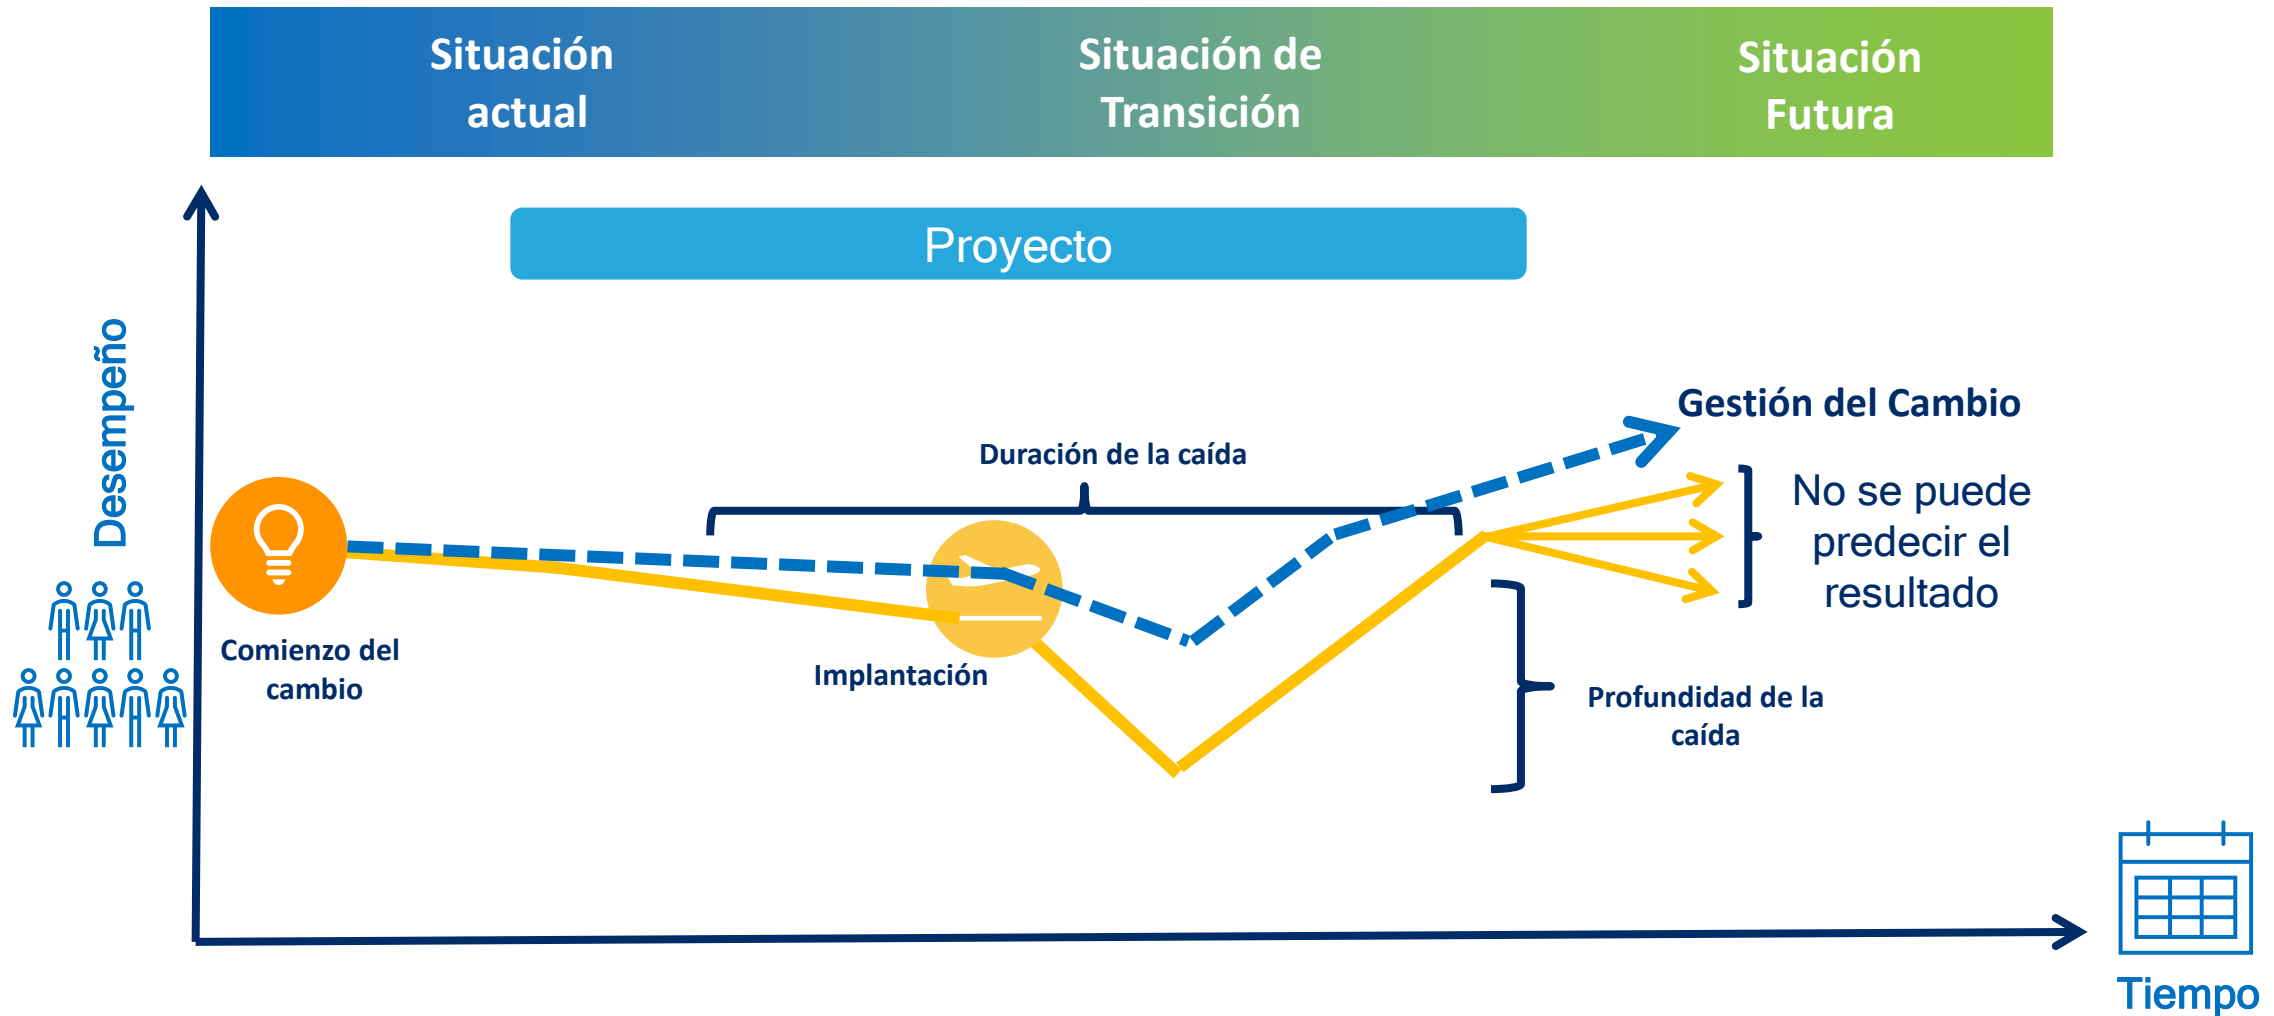 Situación
actual
Situación de
Transición
Situación
Futura
Proyecto
Desempeño
Gestión del Cambio
Duración de la caída
No se puede
predecir el
resultado
Comienzo del
cambio
Implantación
Profundidad de la
caída
Tiempo